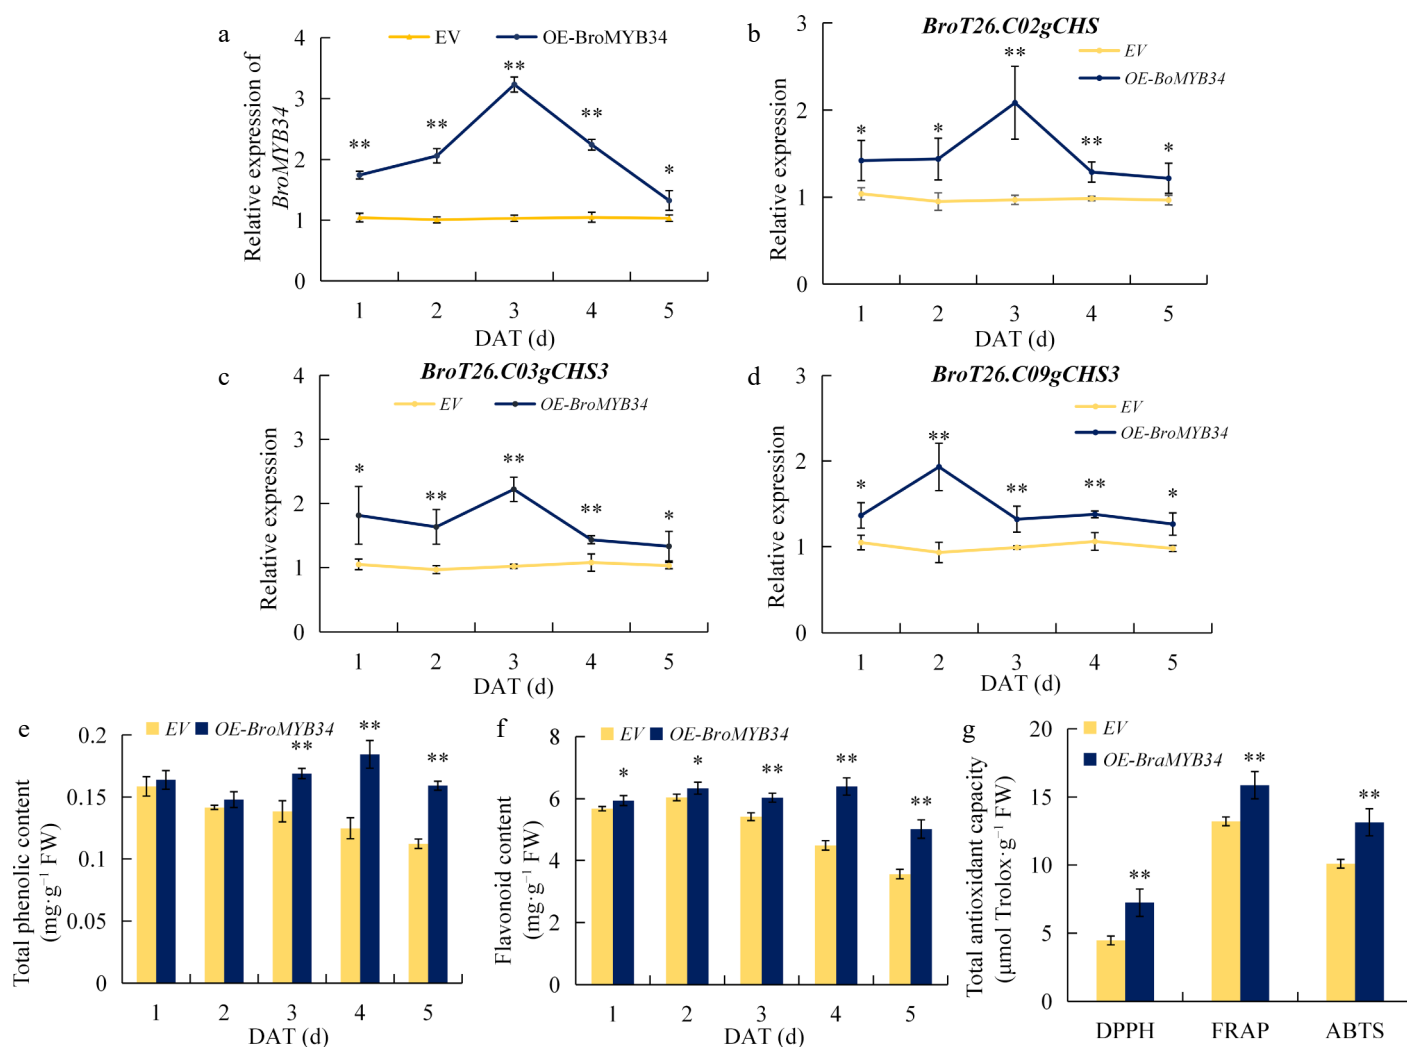 a
EV
OE-BroMYB34
Relative expression of
BroMYB34
4
3
2
1
0
**
**
**
**
*
1 2 3 4 5
DAT (d)
b
BroT26.C02gCHS
EV
OE-BoMYB34
Relative expression
3
2
1
0
*
*
**
**
*
1 2 3 4 5
DAT (d)
c
BroT26.C03gCHS3
EV
OE-BroMYB34
Relative expression
4
3
2
1
0
*
**
**
**
*
1 2 3 4 5
DAT (d)
d
BroT26.C09gCHS3
EV
OE-BroMYB34
Relative expression
3
2
1
0
*
**
**
**
*
1 2 3 4 5
DAT (d)
e
EV OE-BroMYB34
Total phenolic content
(mg·g⁻¹ FW)
0.2
0.15
0.1
0.05
0
**
**
**
1 2 3 4 5
DAT (d)
f
EV OE-BroMYB34
Flavonoid content
(mg·g⁻¹ FW)
8
6
4
2
0
*
*
**
**
**
1 2 3 4 5
DAT (d)
g
EV
OE-BraMYB34
Total antioxidant capacity
(μmol Trolox·g⁻¹ FW)
20
15
10
5
0
**
**
**
DPPH FRAP ABTS